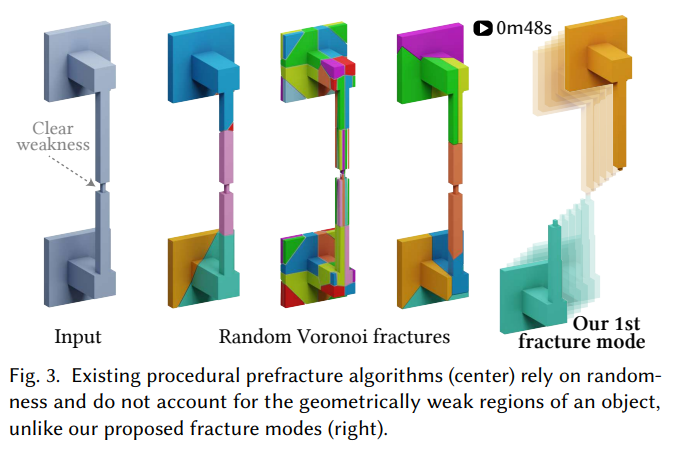 0m48s
Clear
weakness
Input
Random Voronoi fractures
Our 1st
fracture mode
Fig. 3. Existing procedural prefracture algorithms (center) rely on random-
ness and do not account for the geometrically weak regions of an object,
unlike our proposed fracture modes (right).